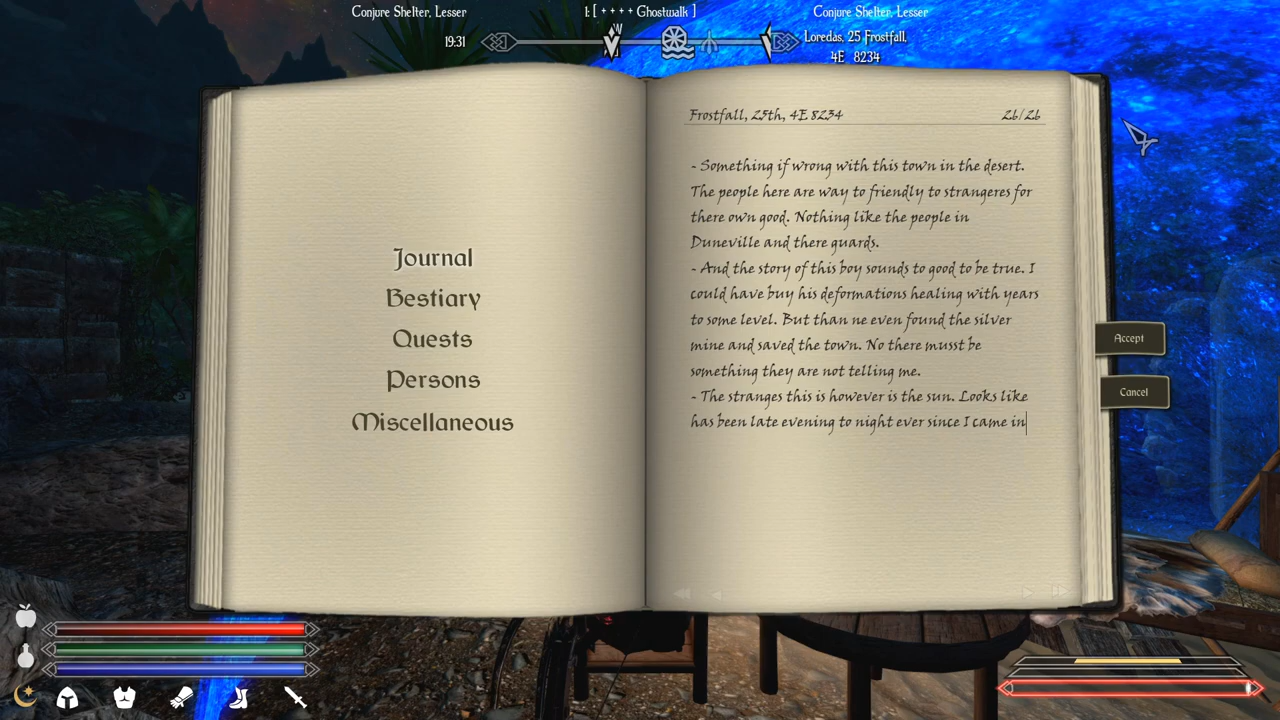 Conjure Shelter, Lesser
1: [ + + + + Ghostwalk ]
Conjure Shelter, Lesser
19:31
W
Loredas, 25 Frostfall,
4E 8234
Journal
Bestiary
Quests
Persons
Miscellaneous
Frostfall, 25th, 4E 8234
26/26
- Something if wrong with this town in the desert.
The people here are way to friendly to strangeres for
there own good. Nothing like the people in
Duneville and there guards.
- And the story of this boy sounds to good to be true. I
could have buy his deformations healing with years
to some level. But than ne even found the silver
mine and saved the town. No there musst be
something they are not telling me.
- The stranges this is however is the sun. Looks like
has been late evening to night ever since I came in
Accept
Cancel